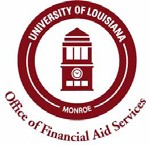 UNIVERSITY OF LOUISIANA
MONROE
Office of Financial Aid Services